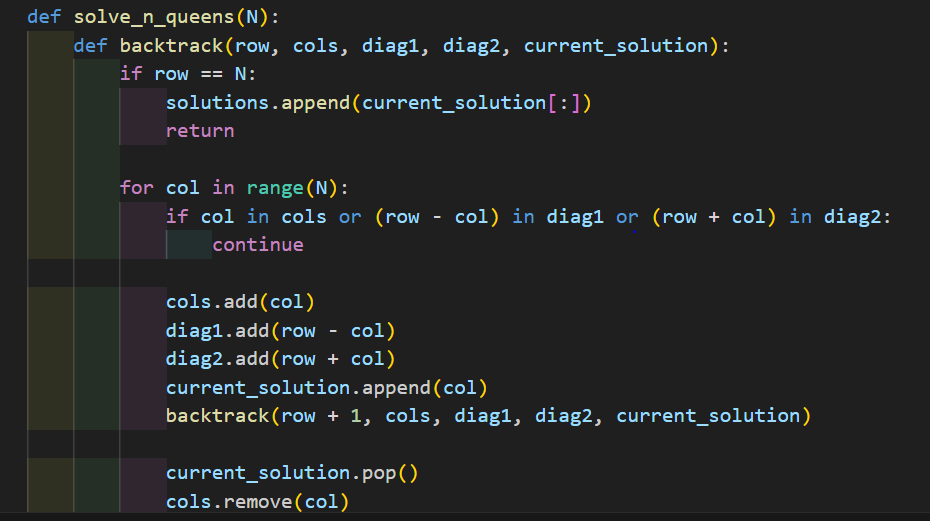 def solve_n_queens(N):
    def backtrack(row, cols, diag1, diag2, current_solution):
        if row == N:
            solutions.append(current_solution[:])
            return

        for col in range(N):
            if col in cols or (row - col) in diag1 or (row + col) in diag2:
                continue

            cols.add(col)
            diag1.add(row - col)
            diag2.add(row + col)
            current_solution.append(col)
            backtrack(row + 1, cols, diag1, diag2, current_solution)

            current_solution.pop()
            cols.remove(col)